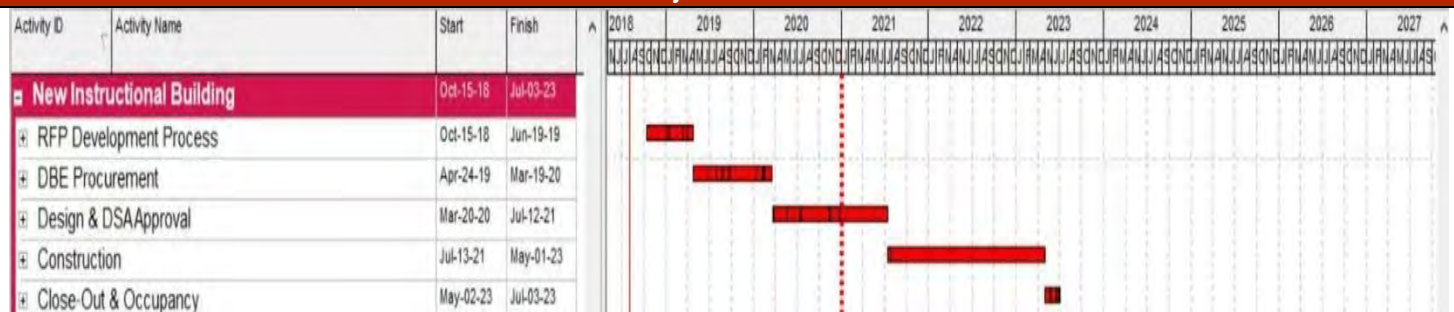 Activity ID Activity Name Start Finish 2018 2019 2020 2021 2022 2023 2024 2025 2026 2027
New Instructional Building Oct-15-18 Jul-03-23
RFP Development Process Oct-15-18 Jun-19-19
DBE Procurement Apr-24-19 Mar-19-20
Design & DSA Approval Mar-20-20 Jul-12-21
Construction Jul-13-21 May-01-23
Close-Out & Occupancy May-02-23 Jul-03-23